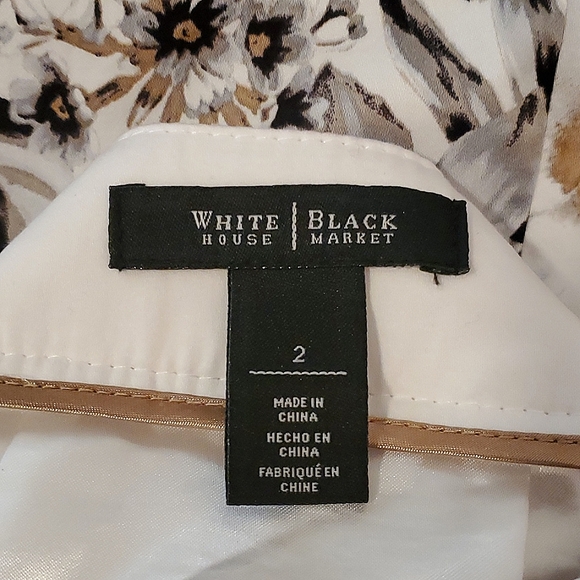 WHITE | BLACK
HOUSE | MARKET
2
MADE IN
CHINA
HECHO EN
CHINA
FABRIQUÉ EN
CHINE